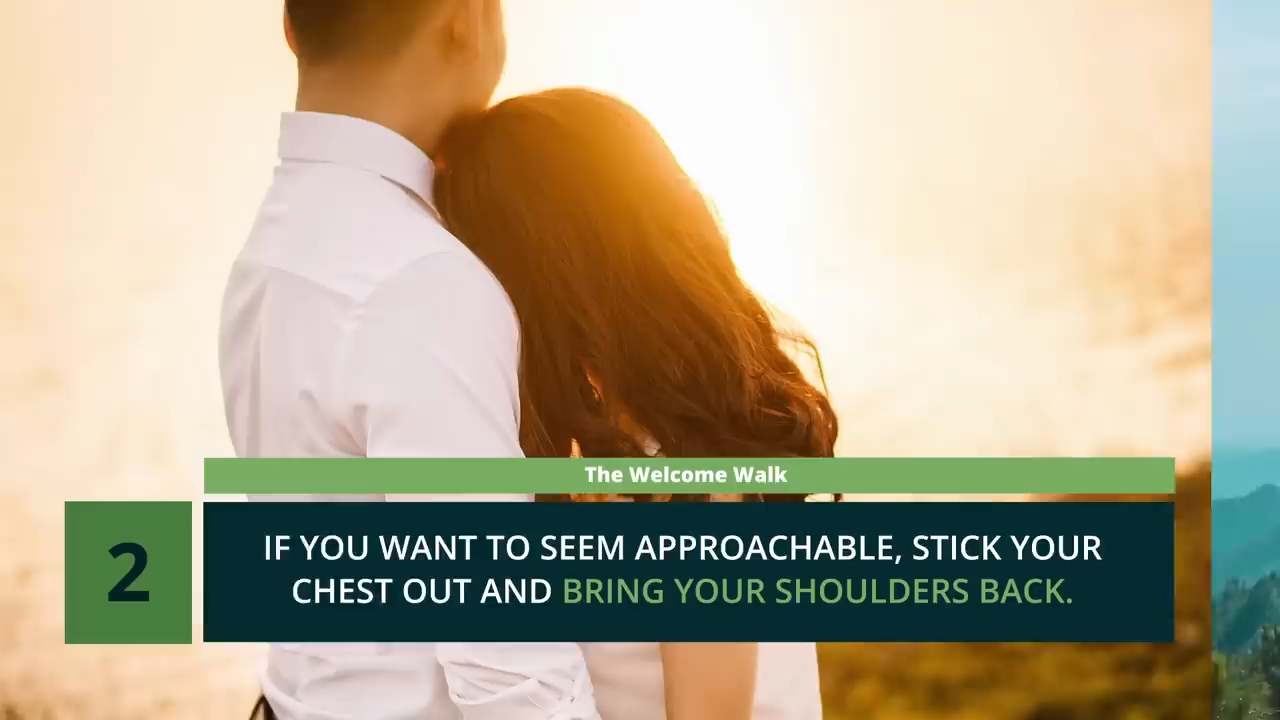 The Welcome Walk
2
IF YOU WANT TO SEEM APPROACHABLE, STICK YOUR
CHEST OUT AND BRING YOUR SHOULDERS BACK.